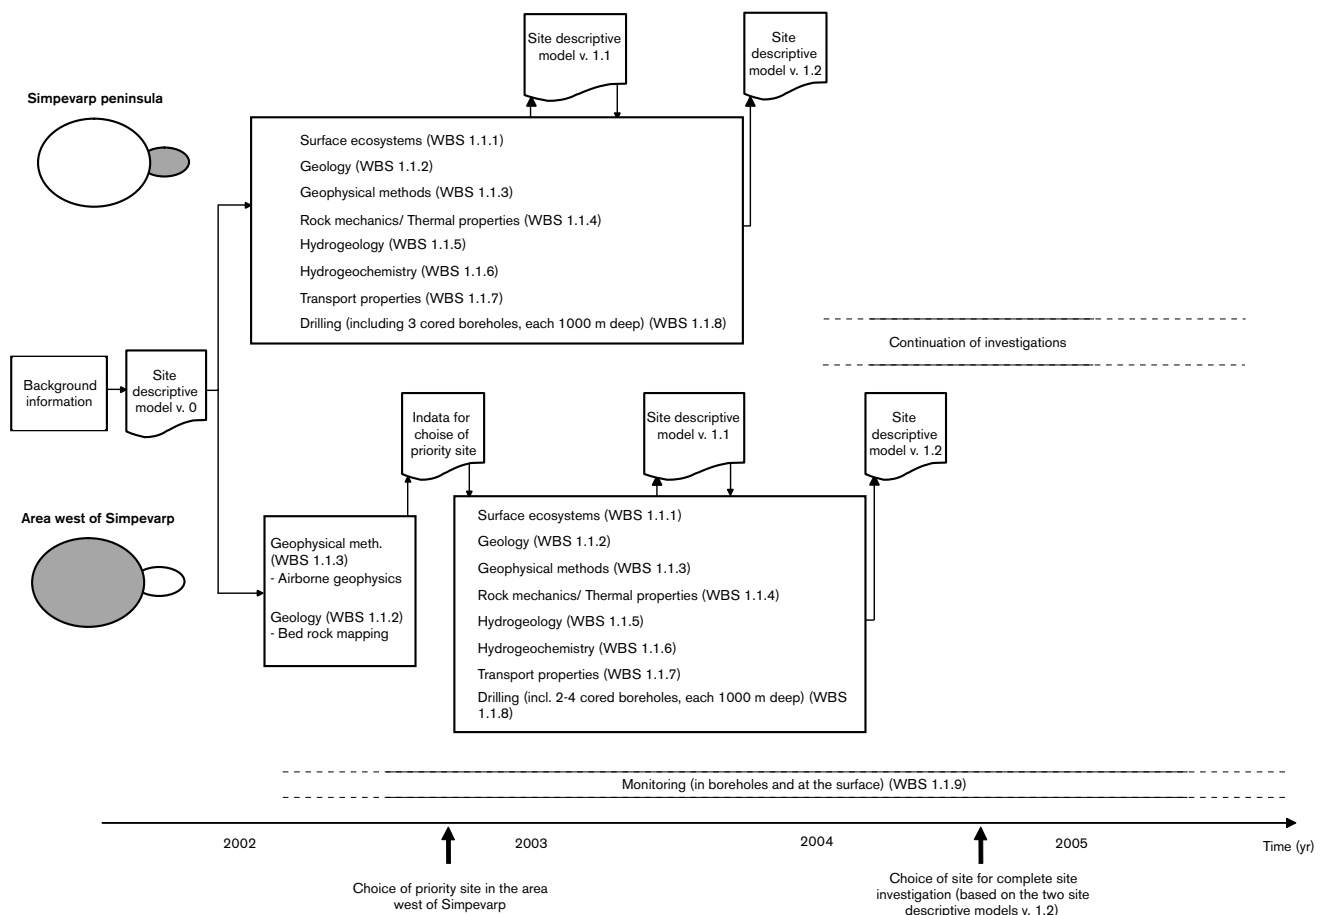 Site descriptive
model v. 1.1
Site
descriptive
model v. 1.2
Simpevarp peninsula
Surface ecosystems (WBS 1.1.1)
Geology (WBS 1.1.2)
Geophysical methods (WBS 1.1.3)
Rock mechanics/ Thermal properties (WBS 1.1.4)
Hydrogeology (WBS 1.1.5)
Hydrogeochemistry (WBS 1.1.6)
Transport properties (WBS 1.1.7)
Drilling (including 3 cored boreholes, each 1000 m deep) (WBS 1.1.8)
Continuation of investigations
Background
information
Site
descriptive
model v. 0
Indata for
choise of
priority site
Site descriptive
model v. 1.1
Site
descriptive
model v. 1.2
Area west of Simpevarp
Geophysical meth.
(WBS 1.1.3)
- Airborne geophysics
Geology (WBS 1.1.2)
- Bed rock mapping
Surface ecosystems (WBS 1.1.1)
Geology (WBS 1.1.2)
Geophysical methods (WBS 1.1.3)
Rock mechanics/ Thermal properties (WBS 1.1.4)
Hydrogeology (WBS 1.1.5)
Hydrogeochemistry (WBS 1.1.6)
Transport properties (WBS 1.1.7)
Drilling (incl. 2-4 cored boreholes, each 1000 m deep) (WBS
1.1.8)
Monitoring (in boreholes and at the surface) (WBS 1.1.9)
2002
2003
2004
2005
Time (yr)
Choice of priority site in the area
west of Simpevarp
Choice of site for complete site
investigation (based on the two site
descriptive models v. 1.2)